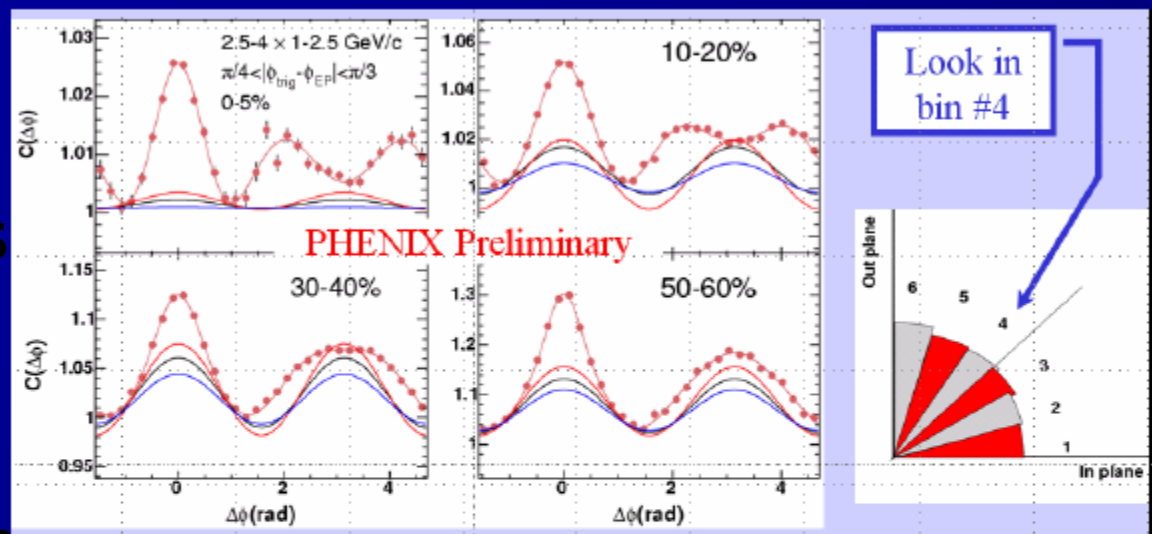 1.03
1.02
1.01
1
C(Δϕ)
2.5-4 × 1-2.5 GeV/c
π/4<|ϕtrig-ϕEP|<π/3
0-5%
1.06
1.04
1.02
1
10-20%
Look in
bin #4
PHENIX Preliminary
1.15
1.1
1.05
1
0.95
C(Δϕ)
30-40%
0 2 4
Δϕ(rad)
1.3
1.2
1.1
1
50-60%
0 2 4
Δϕ(rad)
Out plane
6
5
4
3
2
1
In plane